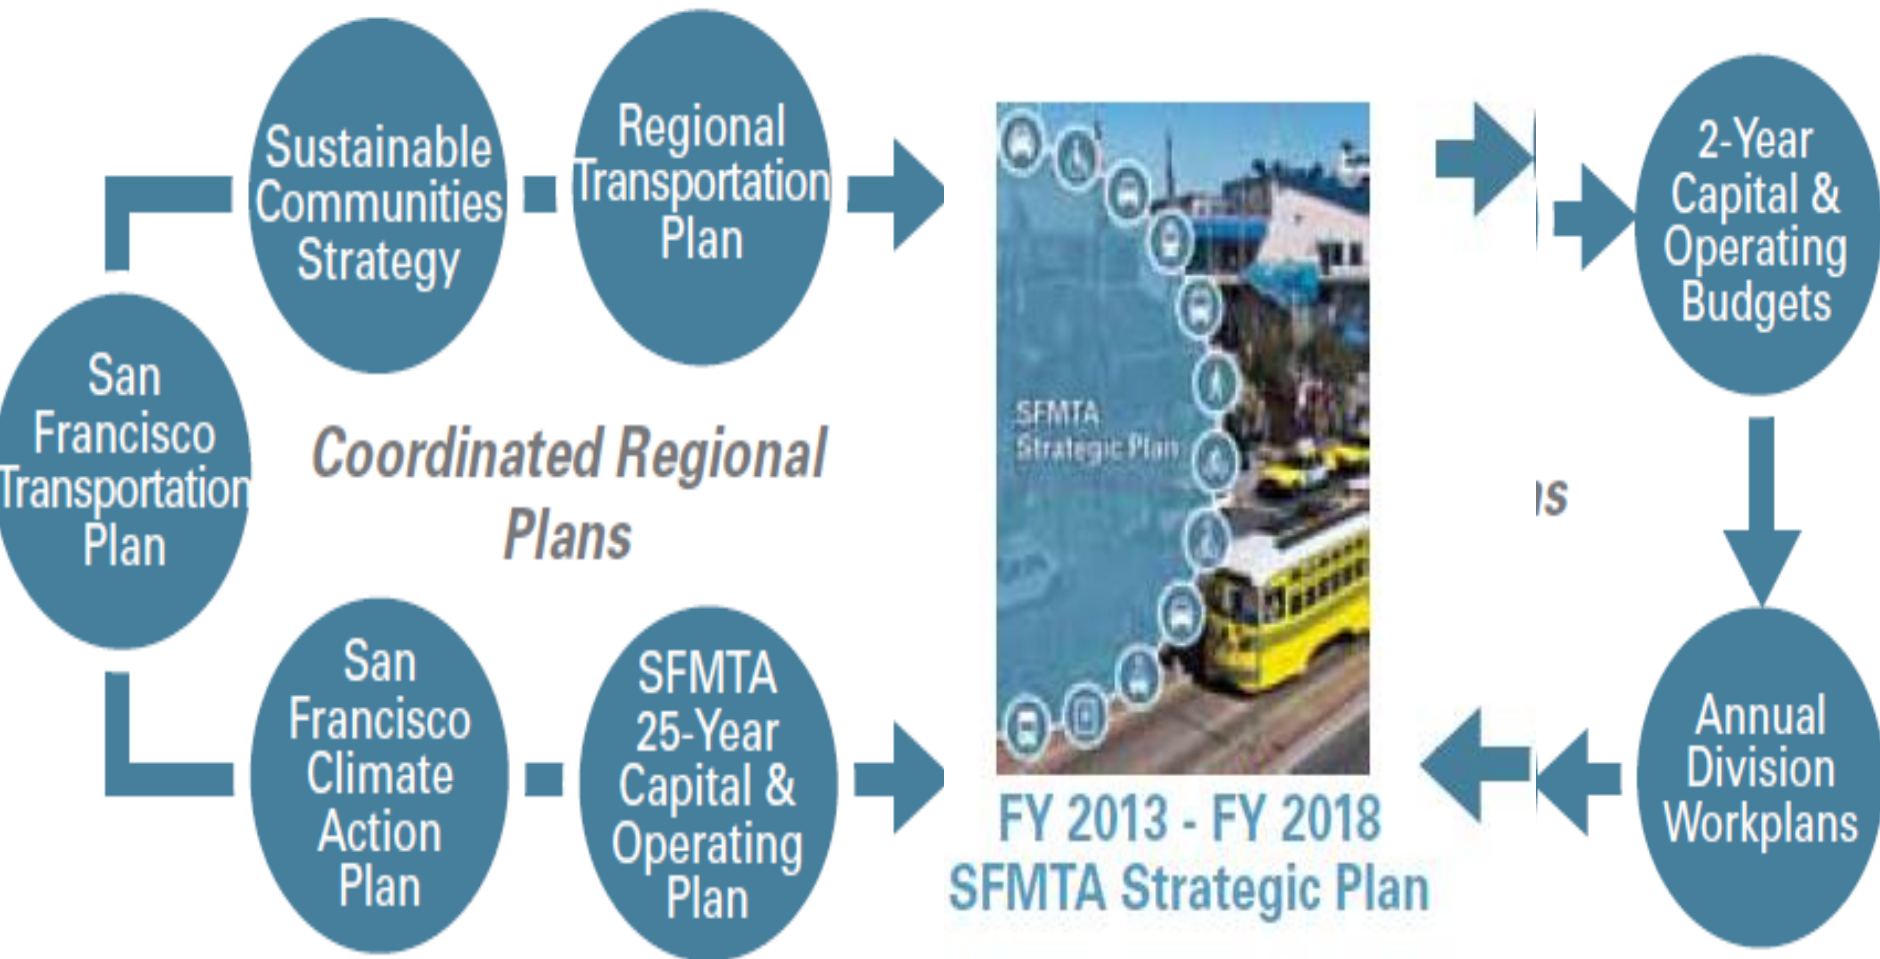 Sustainable
Communities
Strategy
Regional
Transportation
Plan
2-Year
Capital &
Operating
Budgets
San
Francisco
Transportation
Plan
Coordinated Regional
Plans
SFMTA
Strategic Plan
San
Francisco
Climate
Action
Plan
SFMTA
25-Year
Capital &
Operating
Plan
FY 2013 - FY 2018
SFMTA Strategic Plan
Annual
Division
Workplans